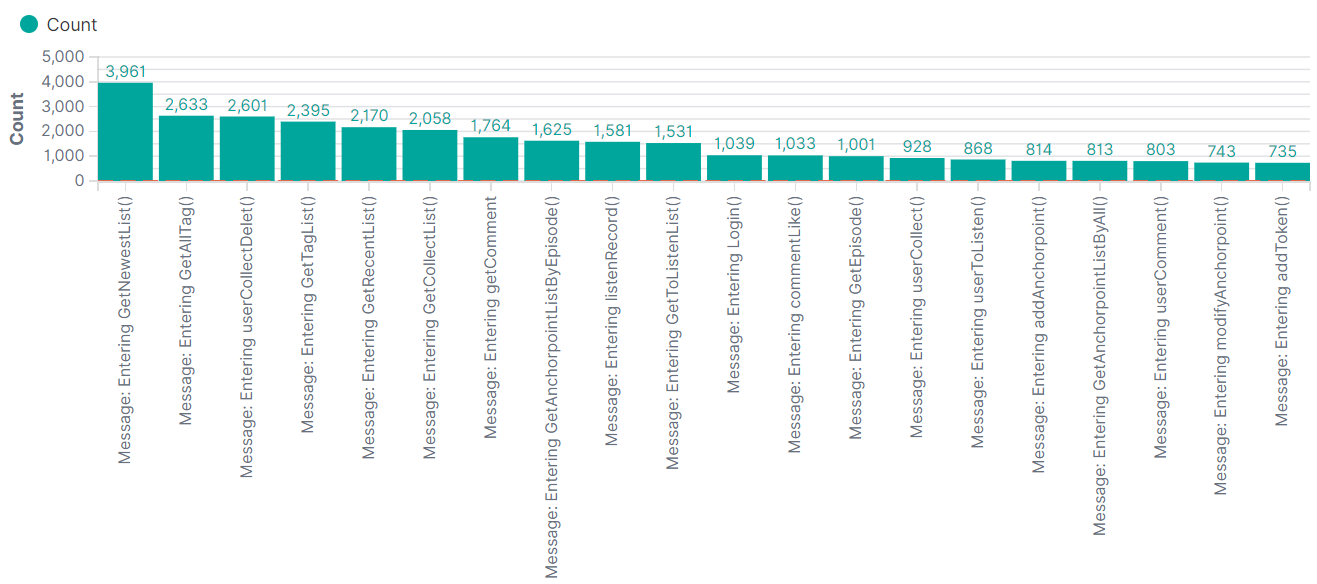 Count
5,000
4,000
3,000
2,000
1,000
0
Count
3,961
2,633
2,601
2,395
2,170
2,058
1,764
1,625
1,581
1,531
1,039
1,033
1,001
928
868
814
813
803
743
735
Message: Entering GetNewestList()
Message: Entering GetAllTag()
Message: Entering userCollectDelet()
Message: Entering GetTagList()
Message: Entering GetRecentList()
Message: Entering GetCollectList()
Message: Entering getComment
Message: Entering GetAnchorpointListByEpisode()
Message: Entering listenRecord()
Message: Entering GetToListenList()
Message: Entering Login()
Message: Entering commentLike()
Message: Entering GetEpisode()
Message: Entering userCollect()
Message: Entering userToListen()
Message: Entering addAnchorpoint()
Message: Entering GetAnchorpointListByAll()
Message: Entering userComment()
Message: Entering modifyAnchorpoint()
Message: Entering addToken()